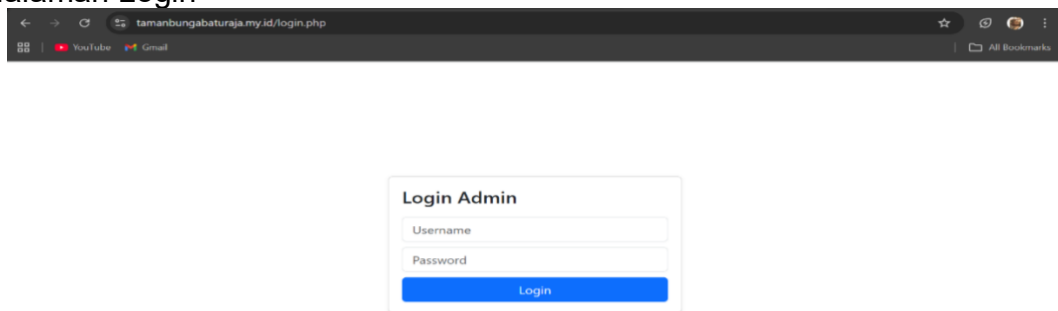 tamanbungabaturaja.my.id/login.php
YouTube Gmail All Bookmarks
Login Admin
Username
Password
Login